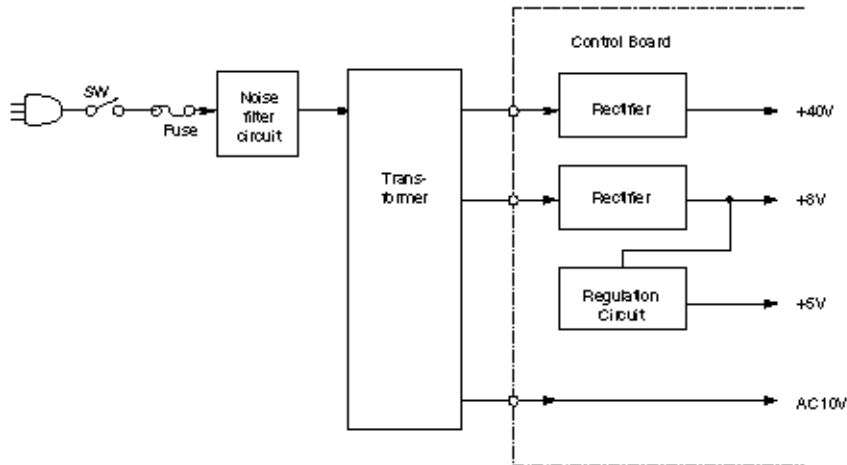 Control Board
SW
Fuse
Noise
filter
circuit
Trans-
former
Rectifier
+40V
Rectifier
+8V
Regulation
Circuit
+5V
AC10V